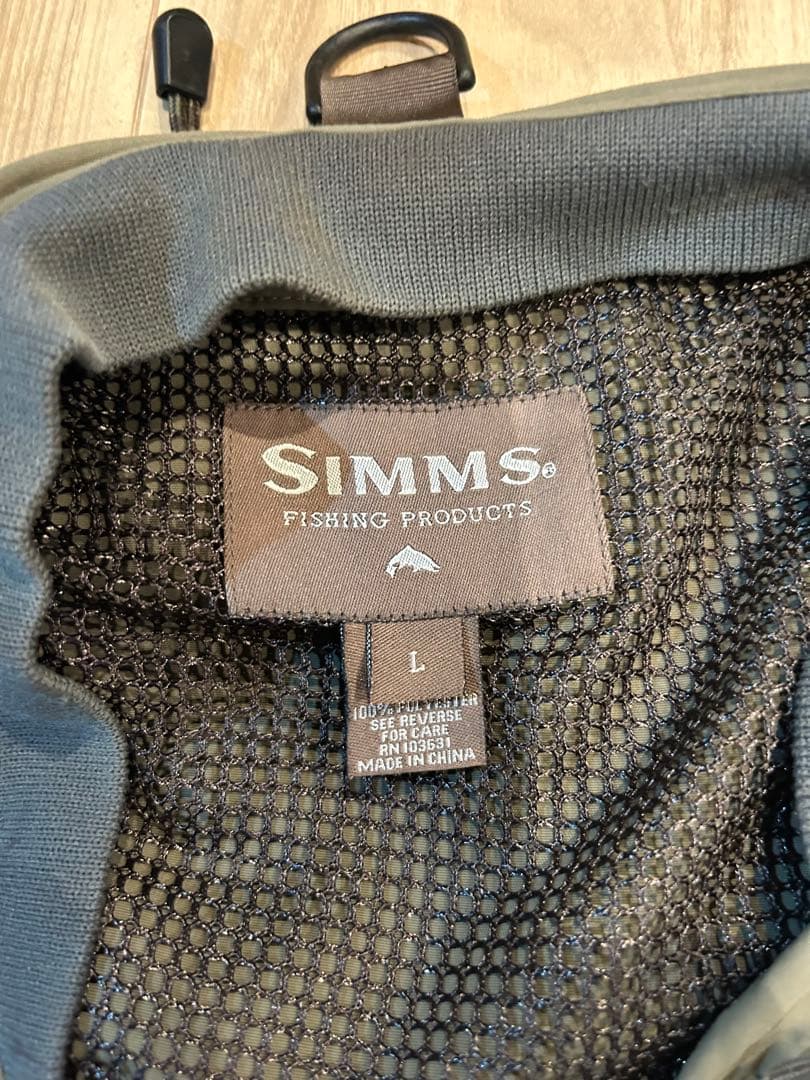 SIMMS®
FISHING PRODUCTS
L
100% POLYESTER
SEE REVERSE
FOR CARE
RN 103631
MADE IN CHINA